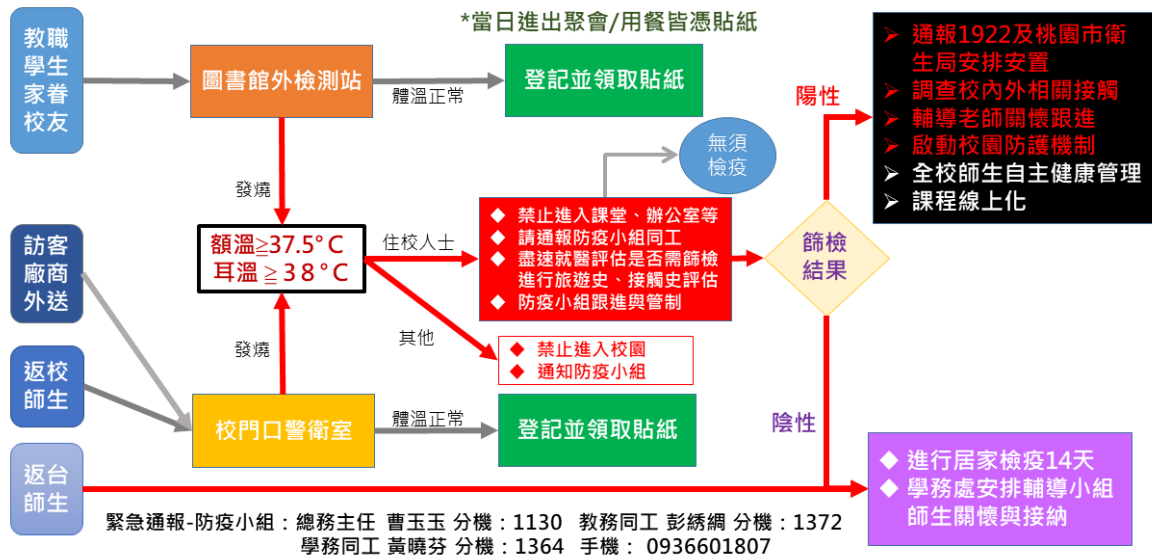 *當日進出聚會/用餐皆憑貼紙
教職
學生
家眷
校友
圖書館外檢測站
體溫正常
登記並領取貼紙
發燒
無須
檢疫
陽性
➢ 通報1922及桃園市衛
生局安排安置
➢ 調查校內外相關接觸
➢ 輔導老師關懷跟進
➢ 啟動校園防護機制
➢ 全校師生自主健康管理
➢ 課程線上化
訪客
廠商
外送
額溫≧37.5°C
耳溫≧38°C
住校人士
◆ 禁止進入課堂、辦公室等
◆ 請通報防疫小組同工
◆ 盡速就醫評估是否需篩檢
進行旅遊史、接觸史評估
◆ 防疫小組跟進與管制
篩檢
結果
發燒
其他
◆ 禁止進入校園
◆ 通知防疫小組
返校
師生
校門口警衛室
體溫正常
登記並領取貼紙
陰性
返台
師生
◆ 進行居家檢疫14天
◆ 學務處安排輔導小組
師生關懷與接納
緊急通報-防疫小組：總務主任 曹玉玉 分機：1130 教務同工 彭綉綢 分機：1372
學務同工 黃曉芬 分機：1364 手機： 0936601807